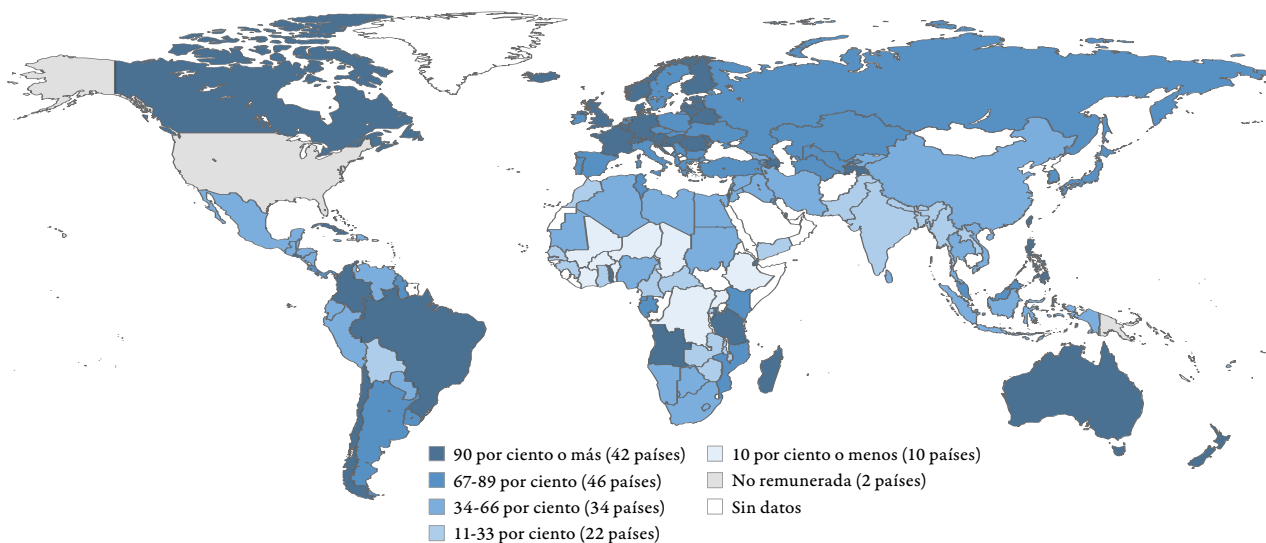 90 por ciento o más (42 países)
67-89 por ciento (46 países)
34-66 por ciento (34 países)
11-33 por ciento (22 países)
10 por ciento o menos (10 países)
No remunerada (2 países)
Sin datos